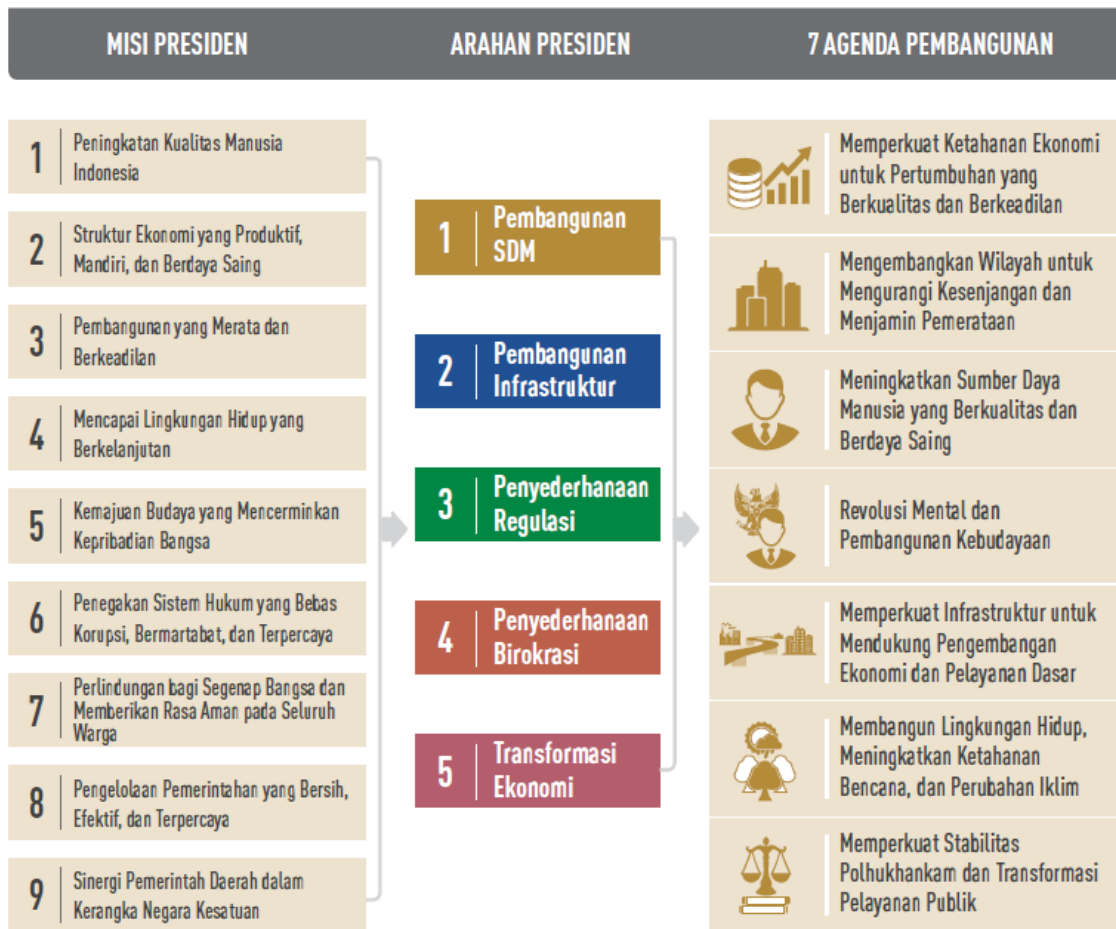 MISI PRESIDEN
ARAHAN PRESIDEN
7 AGENDA PEMBANGUNAN
1
Peningkatan Kualitas Manusia
Indonesia
2
Struktur Ekonomi yang Produktif,
Mandiri, dan Berdaya Saing
3
Pembangunan yang Merata dan
Berkeadilan
4
Mencapai Lingkungan Hidup yang
Berkelanjutan
5
Kemajuan Budaya yang Mencerminkan
Kepribadian Bangsa
6
Penegakan Sistem Hukum yang Bebas
Korupsi, Bermartabat, dan Terpercaya
7
Perlindungan bagi Segenap Bangsa dan
Memberikan Rasa Aman pada Seluruh
Warga
8
Pengelolaan Pemerintahan yang Bersih,
Efektif, dan Terpercaya
9
Sinergi Pemerintah Daerah dalam
Kerangka Negara Kesatuan
1
Pembangunan
SDM
2
Pembangunan
Infrastruktur
3
Penyederhanaan
Regulasi
4
Penyederhanaan
Birokrasi
5
Transformasi
Ekonomi
Memperkuat Ketahanan Ekonomi
untuk Pertumbuhan yang
Berkualitas dan Berkeadilan
Mengembangkan Wilayah untuk
Mengurangi Kesenjangan dan
Menjamin Pemerataan
Meningkatkan Sumber Daya
Manusia yang Berkualitas dan
Berdaya Saing
Revolusi Mental dan
Pembangunan Kebudayaan
Memperkuat Infrastruktur untuk
Mendukung Pengembangan
Ekonomi dan Pelayanan Dasar
Membangun Lingkungan Hidup,
Meningkatkan Ketahanan
Bencana, dan Perubahan Iklim
Memperkuat Stabilitas
Polhukhankam dan Transformasi
Pelayanan Publik